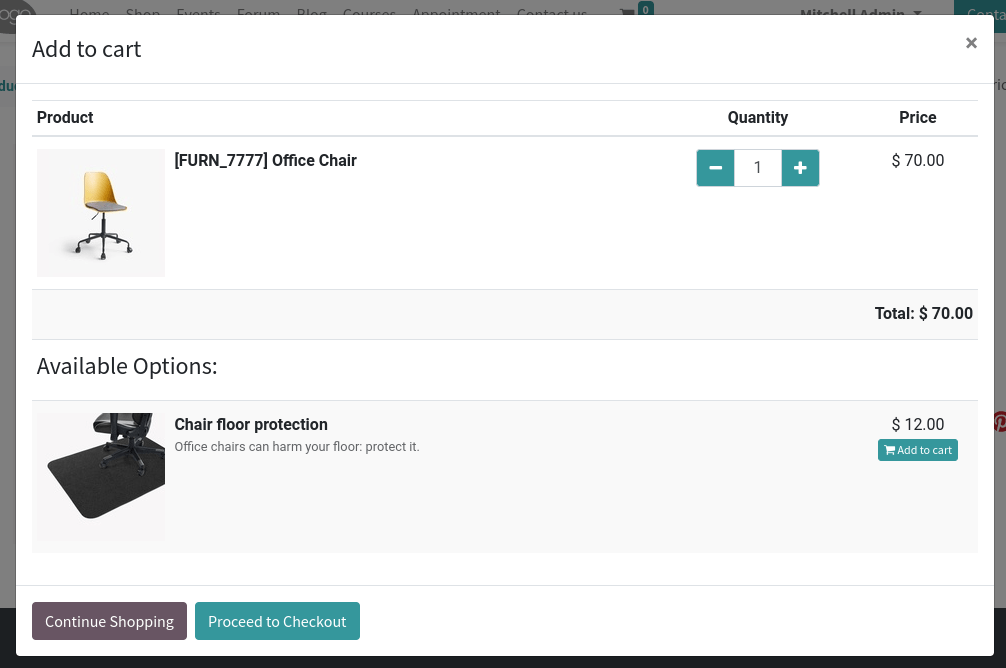 Home Shop Events Forum Blog Courses Appointment Contact us 0 Mitchell Admin
Add to cart ×
Product Quantity Price
[FURN_7777] Office Chair 1 $ 70.00
Total: $ 70.00
Available Options:
Chair floor protection $ 12.00
Office chairs can harm your floor: protect it. Add to cart
Continue Shopping Proceed to Checkout